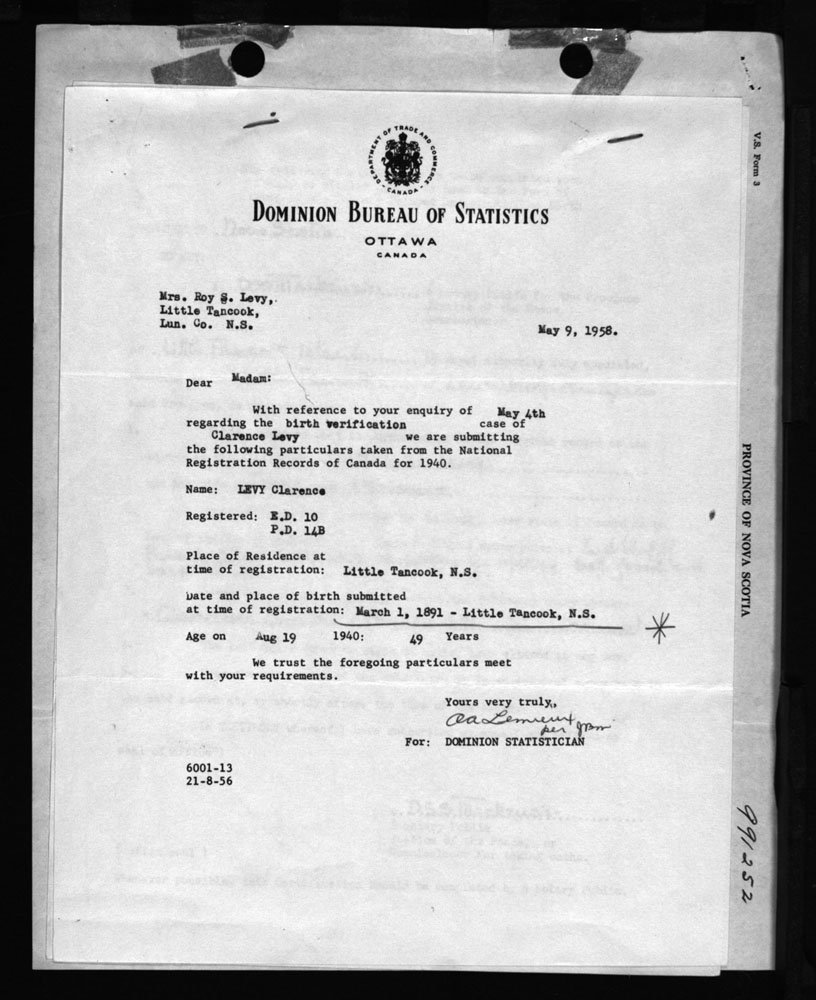 DEPARTMENT OF TRADE AND COMMERCE
CANADA
DOMINION BUREAU OF STATISTICS
OTTAWA
CANADA
Mrs. Roy S. Levy,
Little Tancook,
Lun. Co. N.S.
May 9, 1958.
Dear Madam:
With reference to your enquiry of May 4th
regarding the birth verification case of
Clarence Levy we are submitting
the following particulars taken from the National
Registration Records of Canada for 1940.
Name: LEVY Clarence
Registered: E.D. 10
P.D. 14B
Place of Residence at
time of registration: Little Tancook, N.S.
Date and place of birth submitted
at time of registration: March 1, 1891 - Little Tancook, N.S.
Age on Aug 19 1940: 49 Years
We trust the foregoing particulars meet
with your requirements.
Yours very truly,
Lemieux
per
For: DOMINION STATISTICIAN
6001-13
21-8-56
V.S. Form 3
PROVINCE OF NOVA SCOTIA
991252